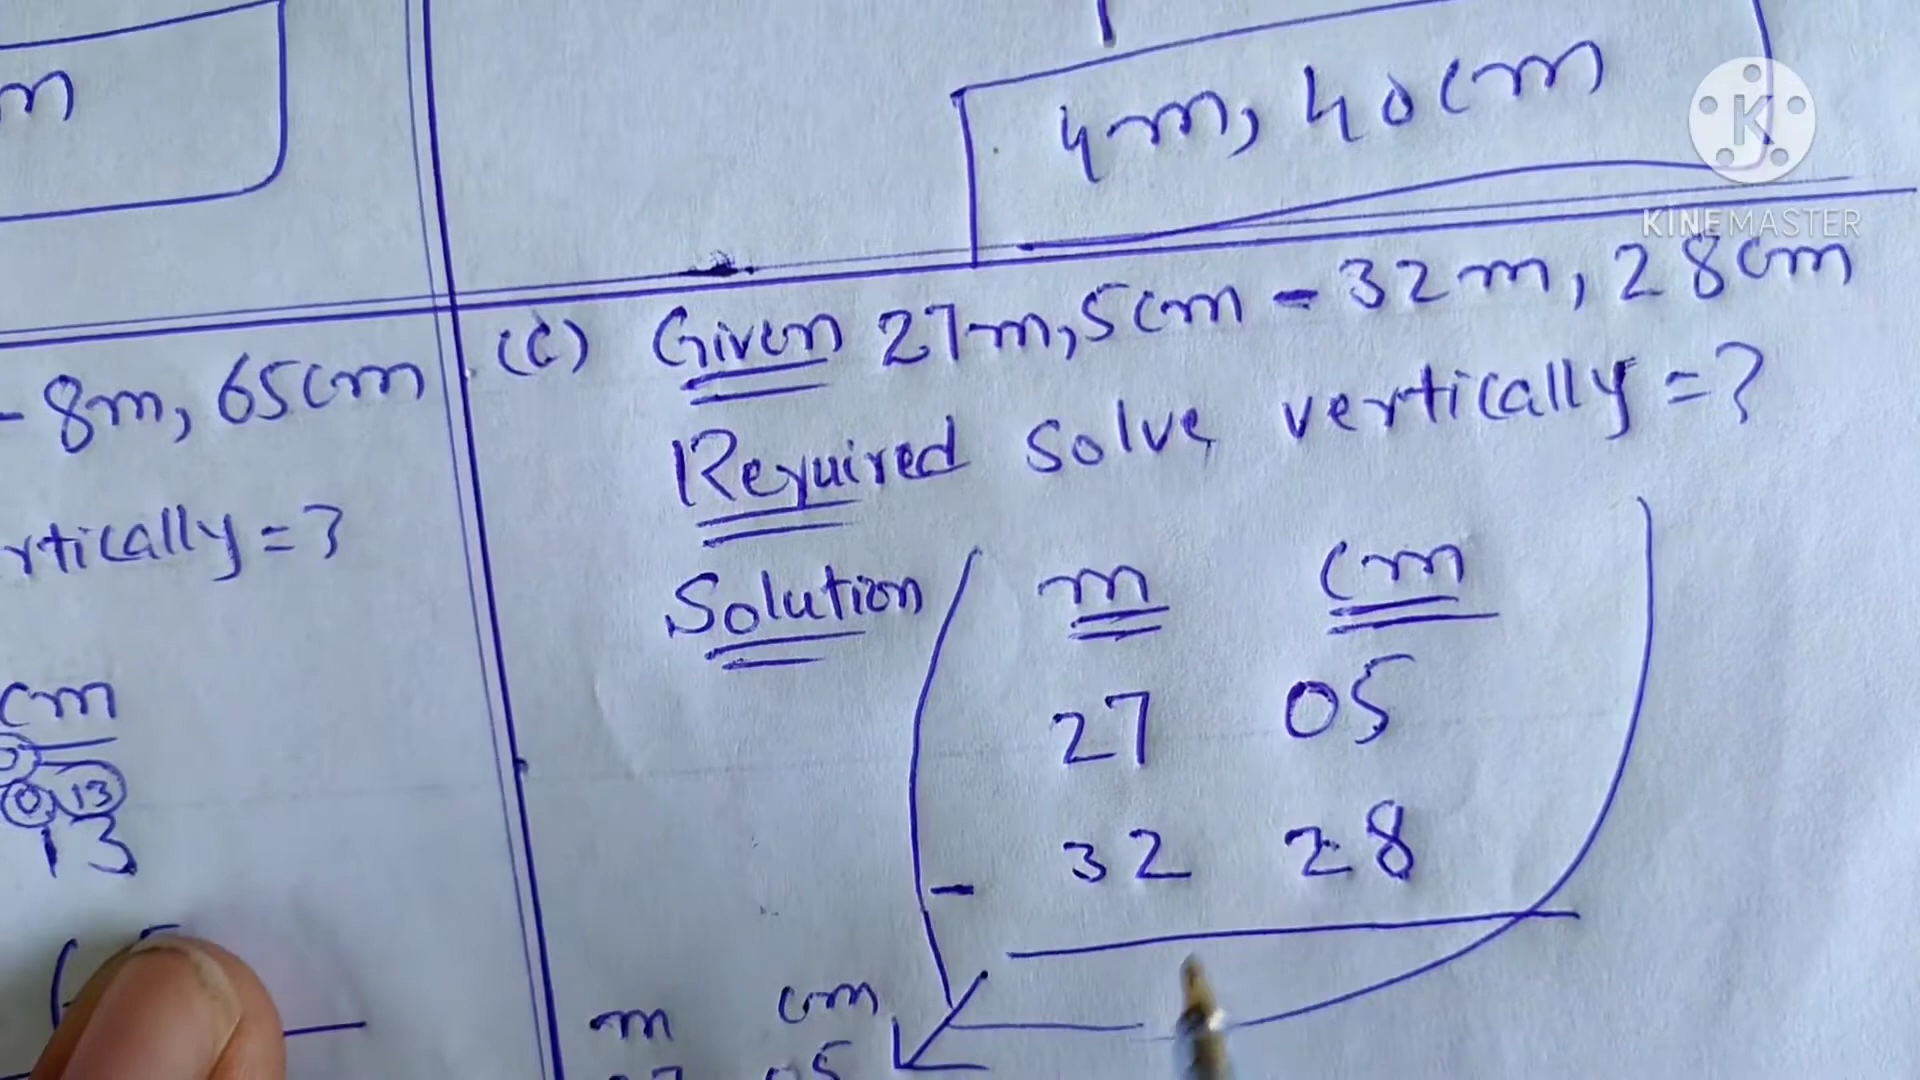 m
4m, 40cm
K
KINEMASTER
- 8m, 65cm
rtically = ?
cm
13
13
(C) Given 27m, 5cm - 32m, 28cm
Required solve vertically = ?
Solution
m cm
27 05
- 32 28
m cm
05